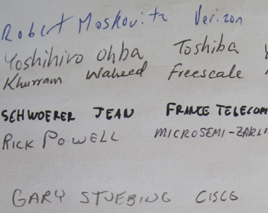 Robert Moskovitz Verizon
Yoshihiro Ohba Toshiba
Khurram Waheed Freescale
SCHWOERER JEAN FRANCE TELECOM
RICK POWELL MICROSEMI-ZARLI
GARY STUEBING CISCO